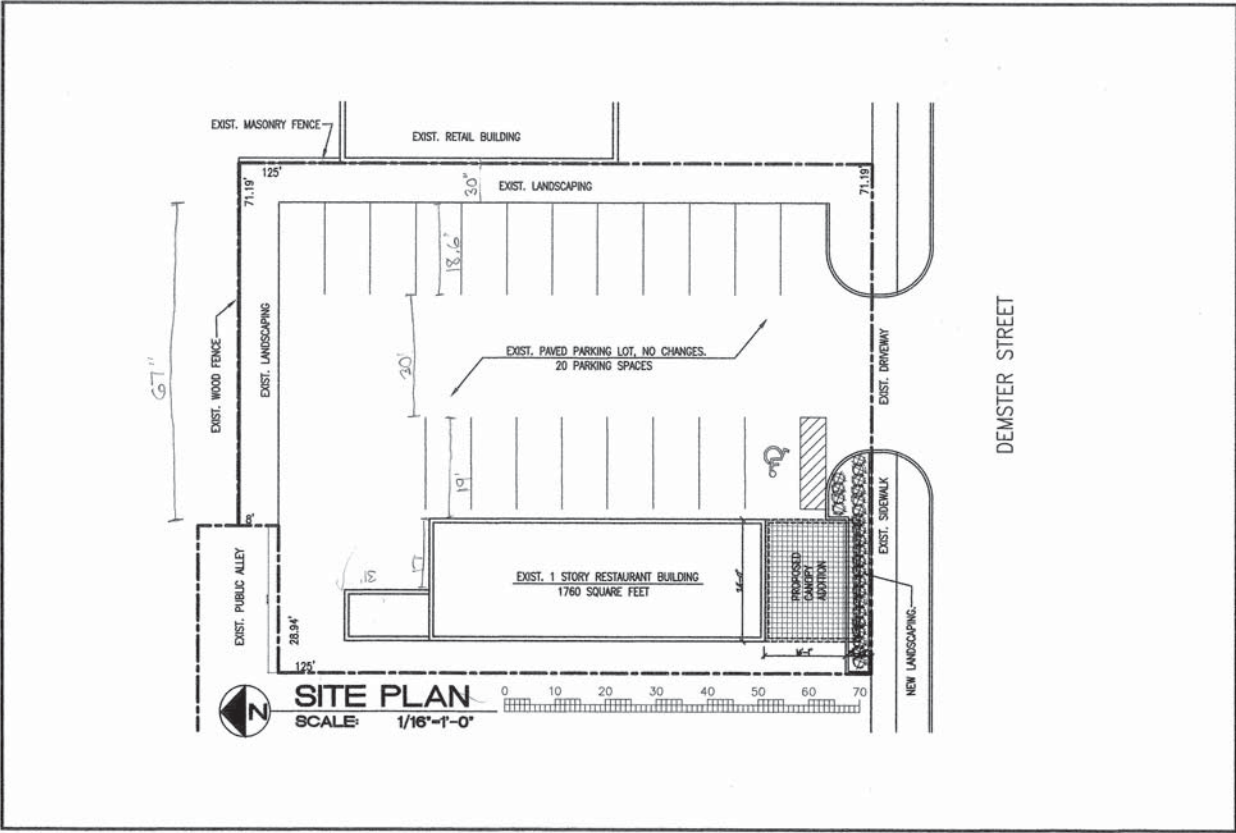 EXIST. MASONRY FENCE
EXIST. RETAIL BUILDING
125'
30"
EXIST. LANDSCAPING
71.19'
71.19'
18.6'
67"
EXIST. WOOD FENCE
EXIST. LANDSCAPING
30'
EXIST. PAVED PARKING LOT, NO CHANGES.
20 PARKING SPACES
EXIST. DRIVEWAY
DEMSTER STREET
19'
8'
EXIST. PUBLIC ALLEY
28.94'
EXIST. 1 STORY RESTAURANT BUILDING
1760 SQUARE FEET
PROPOSED
CANOPY
ADDITION
EXIST. SIDEWALK
NEW LANDSCAPING.
125'
N
SITE PLAN
SCALE: 1/16"=1'-0"
0 10 20 30 40 50 60 70